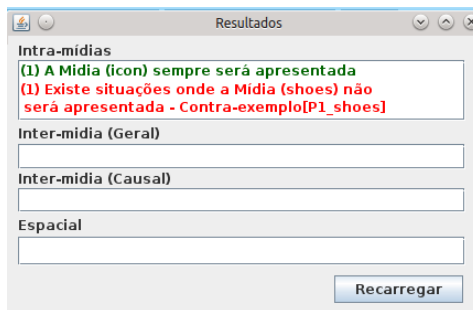 Resultados
Intra-mídias
(1) A Midia (icon) sempre será apresentada
(1) Existe situações onde a Mídia (shoes) não
será apresentada - Contra-exemplo[P1_shoes]
Inter-midia (Geral)
Inter-midia (Causal)
Espacial
Recarregar